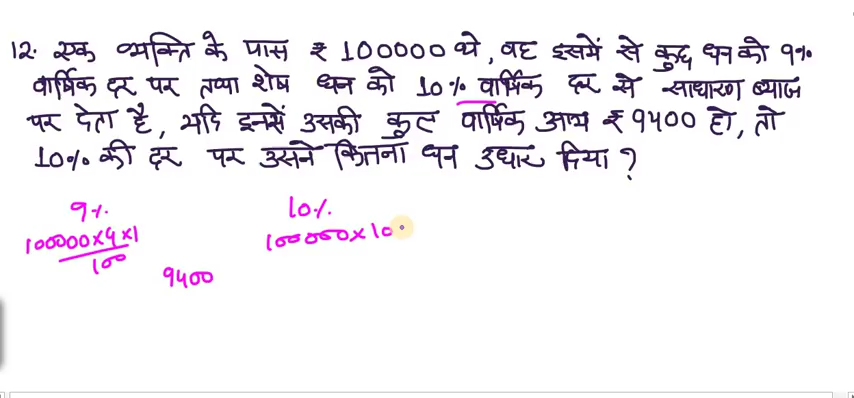 12. एक व्यक्ति के पास ₹ 100000 थे, वह इसमें से कुछ धन को 9%
वार्षिक दर पर तथा शेष धन को 10% वार्षिक दर से साधारण ब्याज
पर देता है, यदि इनसे उसकी कुल वार्षिक आय ₹ 9400 हो, तो
10% की दर पर उसने कितना धन उधार दिया ?
9% 10%
100000×9×1 100000×10
100
9400